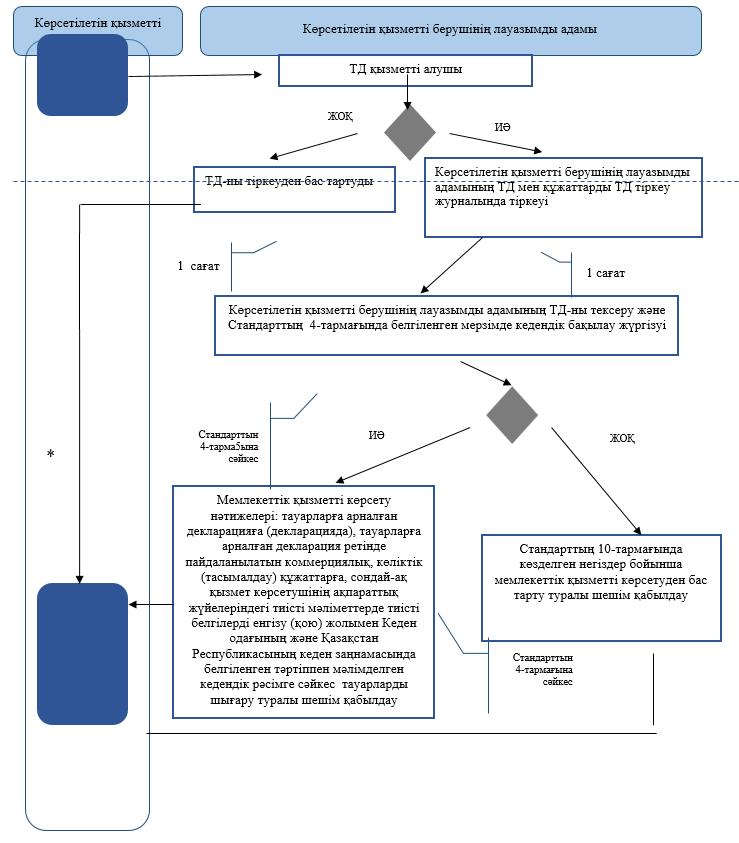 Көрсетілетін қызметті
Көрсетілетін қызметті берушінің лауазымды адамы
ТД қызметті алушы
ЖОҚ
ИӘ
ТД-ны тіркеуден бас тартуды
Көрсетілетін қызметті берушінің лауазымды
адамының ТД мен құжаттарды ТД тіркеу
журналында тіркеуі
1 сағат
1 сағат
Көрсетілетін қызметті берушінің лауазымды адамының ТД-ны тексеру және
Стандарттың 4-тармағында белгіленген мерзімде кедендік бақылау жүргізуі
Стандарттың
4-тарма5ына
сәйкес
ИӘ
ЖОҚ
*
Мемлекеттік қызметті көрсету
нәтижелері: тауарларға арналған
декларацияға (декларацияда), тауарларға
арналған декларация ретінде
пайдаланылатын коммерциялық, көліктік
(тасымалдау) құжаттарға, сондай-ақ
қызмет көрсетушінің ақпараттық
жүйелеріндегі тиісті мәліметтерде тиісті
белгілерді енгізу (қою) жолымен Кеден
одағының және Қазақстан
Республикасының кеден заңнамасында
белгіленген тәртіппен мәлімделген
кедендік рәсімге сәйкес тауарларды
шығару туралы шешім қабылдау
Стандарттың 10-тармағында
көзделген негіздер бойынша
мемлекеттік қызметті көрсетуден бас
тарту туралы шешім қабылдау
Стандарттың
4-тармағына
сәйкес